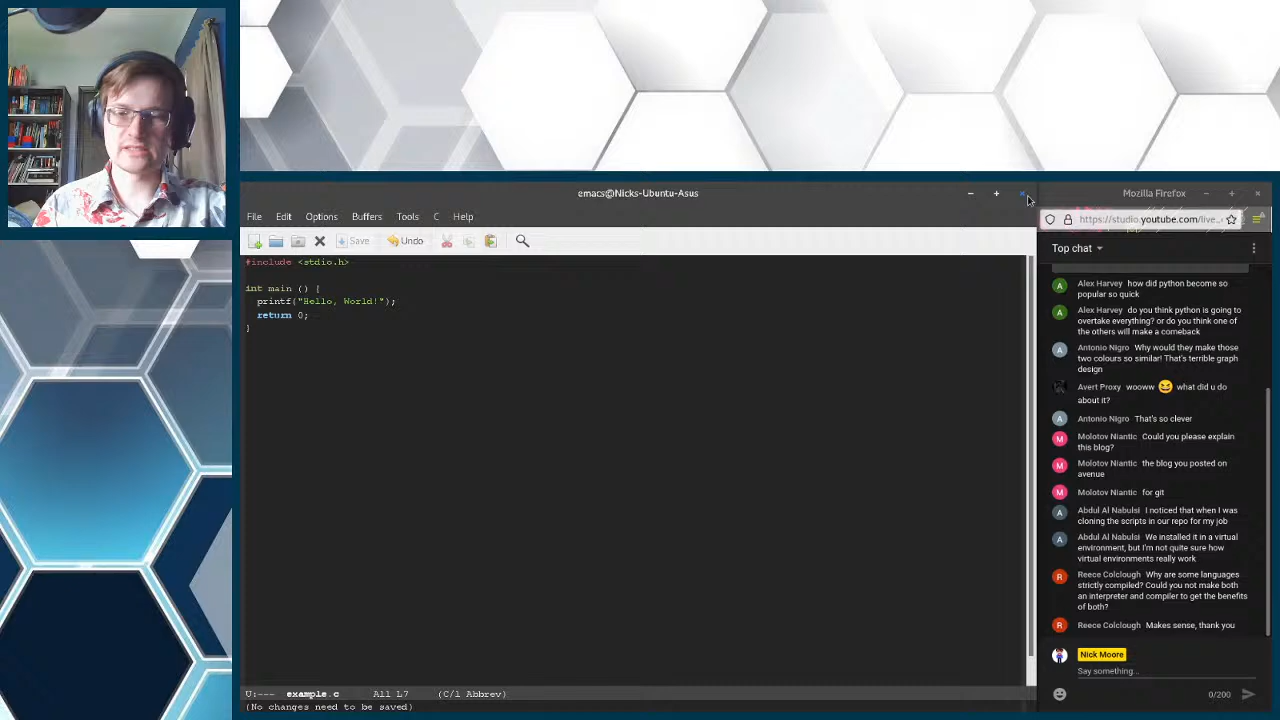 emacs@Nicks-Ubuntu-Asus
File Edit Options Buffers Tools C Help
Save Undo
#include <stdio.h>
int main () {
printf("Hello, World!");
return 0;
}
U:--- example.c All L7 (C/l Abbrev)
(No changes need to be saved)
Mozilla Firefox
https://studio.youtube.com/live_
Top chat
A Alex Harvey how did python become so
popular so quick
A Alex Harvey do you think python is going to
overtake everything? or do you think one of
the others will make a comeback
A Antonio Nigro Why would they make those
two colours so similar! That's terrible graph
design
Avert Proxy wooww 😆 what did u do
about it?
A Antonio Nigro That's so clever
M Molotov Niantic Could you please explain
this blog?
M Molotov Niantic the blog you posted on
avenue
M Molotov Niantic for git
A Abdul Al Nabulsi I noticed that when I was
cloning the scripts in our repo for my job
A Abdul Al Nabulsi We installed it in a virtual
environment, but I'm not quite sure how
virtual environments really work
R Reece Colclough Why are some languages
strictly compiled? Could you not make both
an interpreter and compiler to get the benefits
of both?
R Reece Colclough Makes sense, thank you
Nick Moore
Say something...
0/200